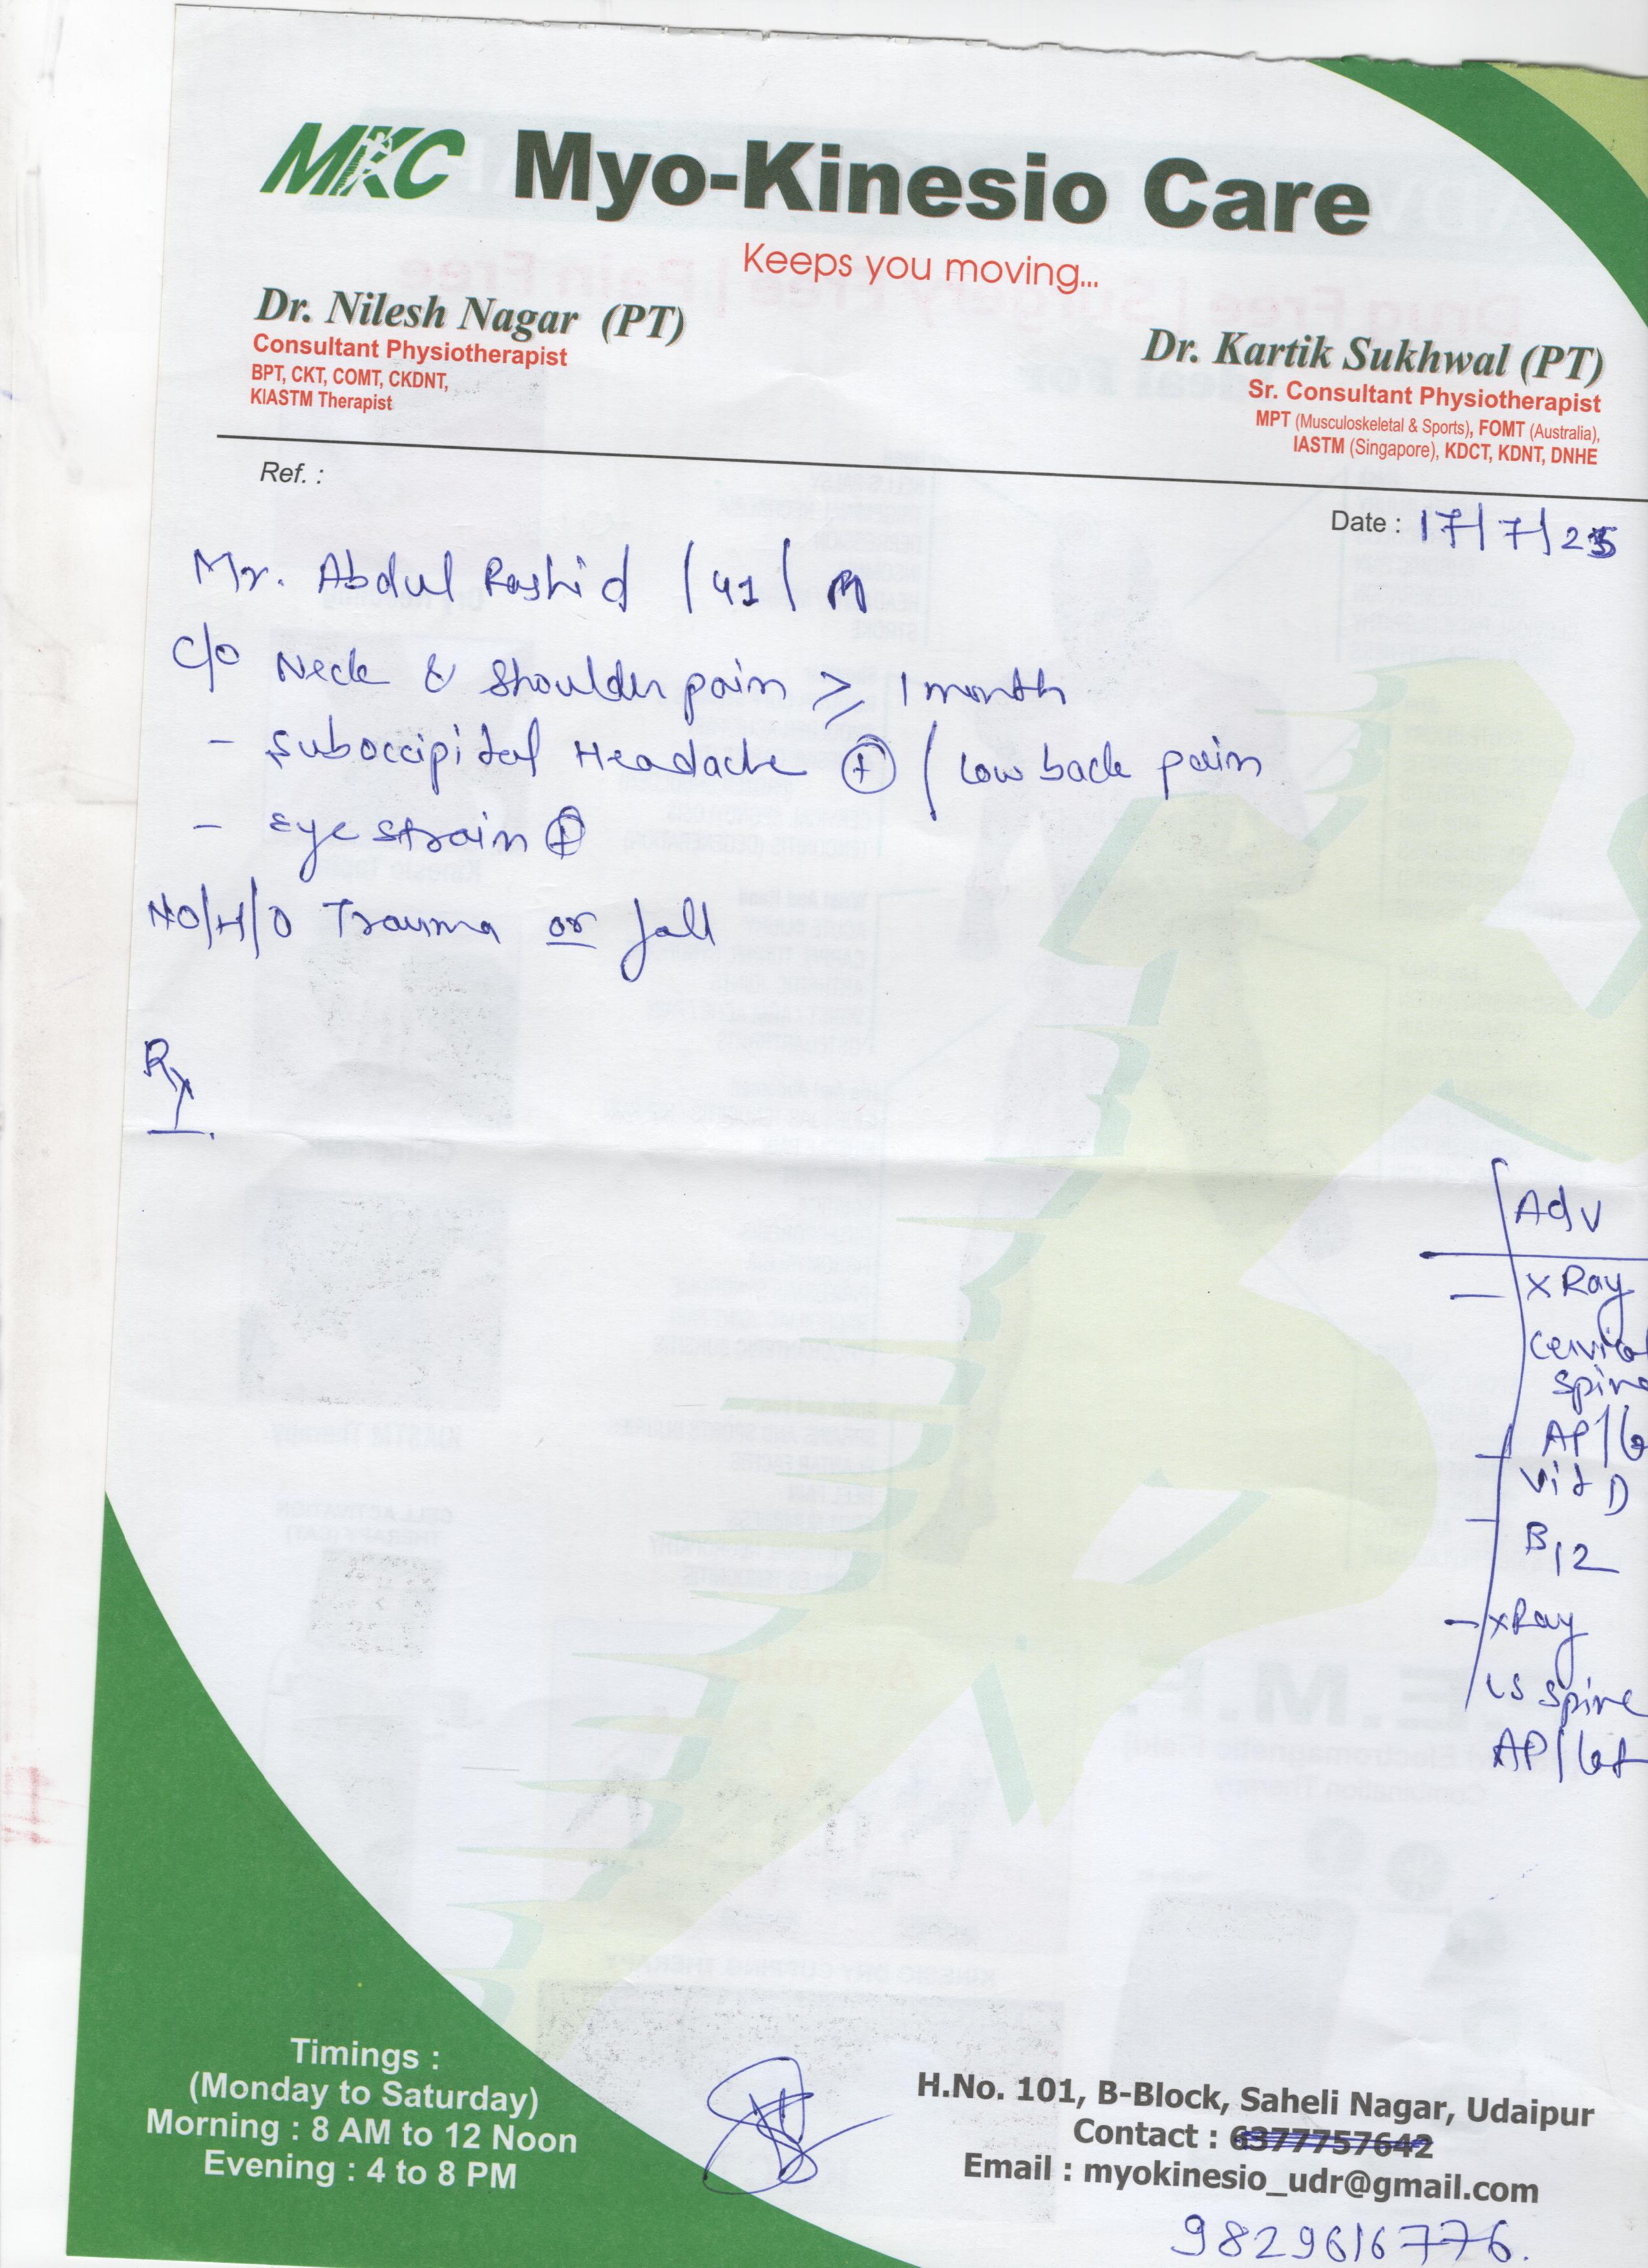 MKC Myo-Kinesio Care
Keeps you moving...
Dr. Nilesh Nagar (PT)
Consultant Physiotherapist
BPT, CKT, COMT, CKDNT,
KIASTM Therapist
Dr. Kartik Sukhwal (PT)
Sr. Consultant Physiotherapist
MPT (Musculoskeletal & Sports), FOMT (Australia),
IASTM (Singapore), KDCT, KDNT, DNHE
Ref. :
Date : 17/7/25
Mr. Abdul Rashid / 41 / M
C/o Neck & Shoulder pain ≥ 1 month
- Suboccipital Headache ⊕ / Low back pain
- Eye strain ⊕
NO/H/O Trauma or fall
Rx
Adv
- X Ray
Cervical
Spine
AP/
- Vit D
- B12
- X Ray
LS Spine
AP/Lat
Timings :
(Monday to Saturday)
Morning : 8 AM to 12 Noon
Evening : 4 to 8 PM
H.No. 101, B-Block, Saheli Nagar, Udaipur
Contact : 6377757642
Email : myokinesio_udr@gmail.com
9829616776.